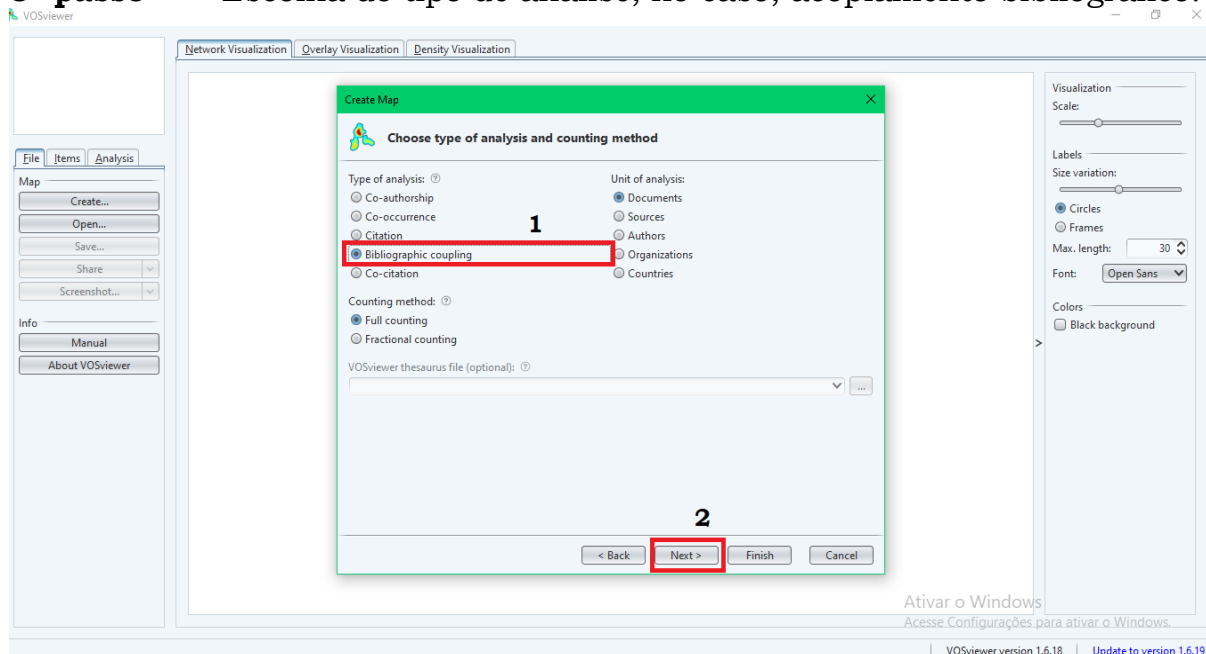 passo Escolha do tipo de análise, no caso, acoplamento bibliográfico.
VOSviewer
Network Visualization Overlay Visualization Density Visualization
File Items Analysis
Map
Create...
Open...
Save...
Share
Screenshot...
Info
Manual
About VOSviewer
Create Map
Choose type of analysis and counting method
Type of analysis:
Co-authorship
Co-occurrence
Citation
1
Bibliographic coupling
Co-citation
Unit of analysis:
Documents
Sources
Authors
Organizations
Countries
Counting method:
Full counting
Fractional counting
VOSviewer thesaurus file (optional):
...
2
< Back Next > Finish Cancel
Visualization
Scale:
Labels
Size variation:
Circles
Frames
Max. length: 30
Font: Open Sans
Colors
Black background
>
Ativar o Windows
Acesse Configurações para ativar o Windows.
VOSviewer version 1.6.18 Update to version 1.6.19